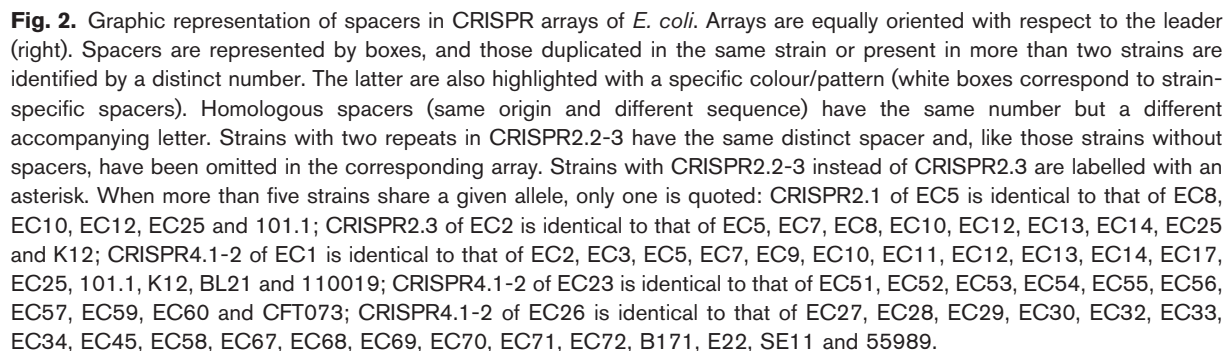 Fig. 2. Graphic representation of spacers in CRISPR arrays of E. coli. Arrays are equally oriented with respect to the leader
(right). Spacers are represented by boxes, and those duplicated in the same strain or present in more than two strains are
identified by a distinct number. The latter are also highlighted with a specific colour/pattern (white boxes correspond to strain-
specific spacers). Homologous spacers (same origin and different sequence) have the same number but a different
accompanying letter. Strains with two repeats in CRISPR2.2-3 have the same distinct spacer and, like those strains without
spacers, have been omitted in the corresponding array. Strains with CRISPR2.2-3 instead of CRISPR2.3 are labelled with an
asterisk. When more than five strains share a given allele, only one is quoted: CRISPR2.1 of EC5 is identical to that of EC8,
EC10, EC12, EC25 and 101.1; CRISPR2.3 of EC2 is identical to that of EC5, EC7, EC8, EC10, EC12, EC13, EC14, EC25
and K12; CRISPR4.1-2 of EC1 is identical to that of EC2, EC3, EC5, EC7, EC9, EC10, EC11, EC12, EC13, EC14, EC17,
EC25, 101.1, K12, BL21 and 110019; CRISPR4.1-2 of EC23 is identical to that of EC51, EC52, EC53, EC54, EC55, EC56,
EC57, EC59, EC60 and CFT073; CRISPR4.1-2 of EC26 is identical to that of EC27, EC28, EC29, EC30, EC32, EC33,
EC34, EC45, EC58, EC67, EC68, EC69, EC70, EC71, EC72, B171, E22, SE11 and 55989.